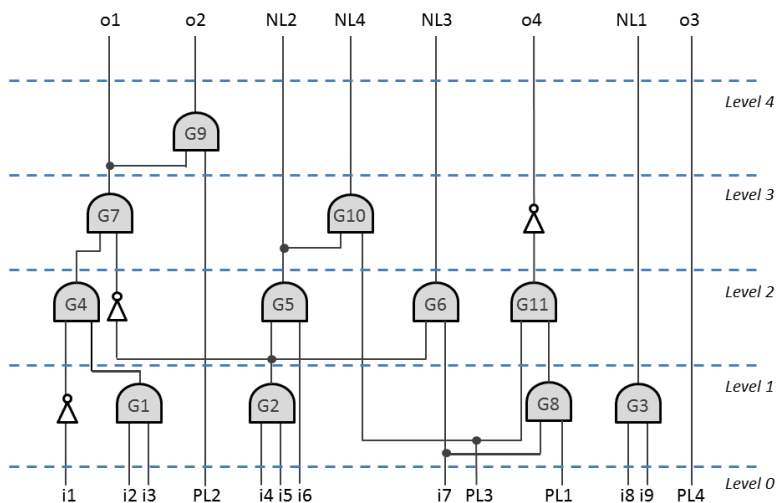 o1 o2 NL2 NL4 NL3 o4 NL1 o3
Level 4
G9
Level 3
G7 G10
Level 2
G4 G5 G6 G11
Level 1
G1 G2 G8 G3
Level 0
i1 i2 i3 PL2 i4 i5 i6 i7 PL3 PL1 i8 i9 PL4